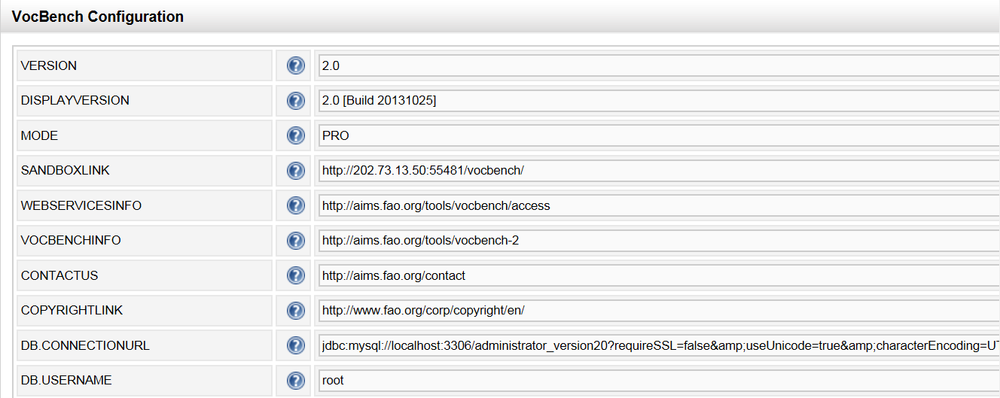 VocBench Configuration
VERSION 2.0
DISPLAYVERSION 2.0 [Build 20131025]
MODE PRO
SANDBOXLINK http://202.73.13.50:55481/vocbench/
WEBSERVICESINFO http://aims.fao.org/tools/vocbench/access
VOCBENCHINFO http://aims.fao.org/tools/vocbench-2
CONTACTUS http://aims.fao.org/contact
COPYRIGHTLINK http://www.fao.org/corp/copyright/en/
DB.CONNECTIONURL jdbc:mysql://localhost:3306/administrator_version20?requireSSL=false&amp;useUnicode=true&amp;characterEncoding=UT
DB.USERNAME root